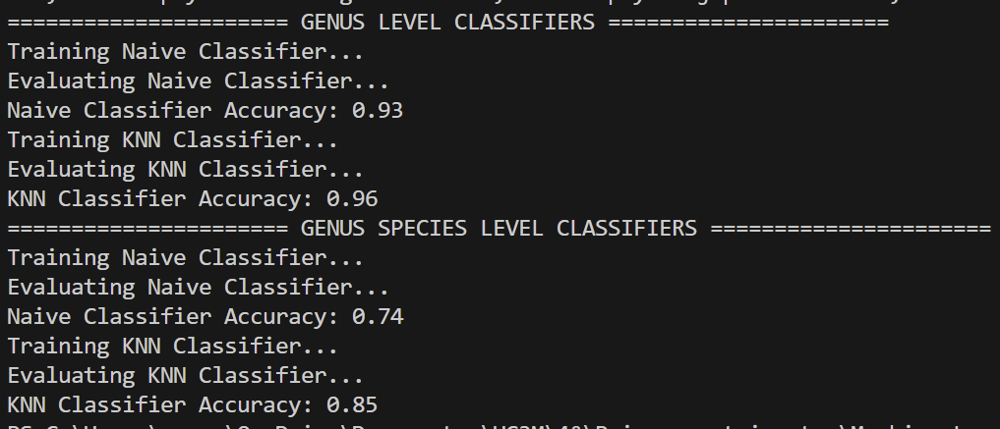 ====================== GENUS LEVEL CLASSIFIERS ======================
Training Naive Classifier...
Evaluating Naive Classifier...
Naive Classifier Accuracy: 0.93
Training KNN Classifier...
Evaluating KNN Classifier...
KNN Classifier Accuracy: 0.96
====================== GENUS SPECIES LEVEL CLASSIFIERS ======================
Training Naive Classifier...
Evaluating Naive Classifier...
Naive Classifier Accuracy: 0.74
Training KNN Classifier...
Evaluating KNN Classifier...
KNN Classifier Accuracy: 0.85